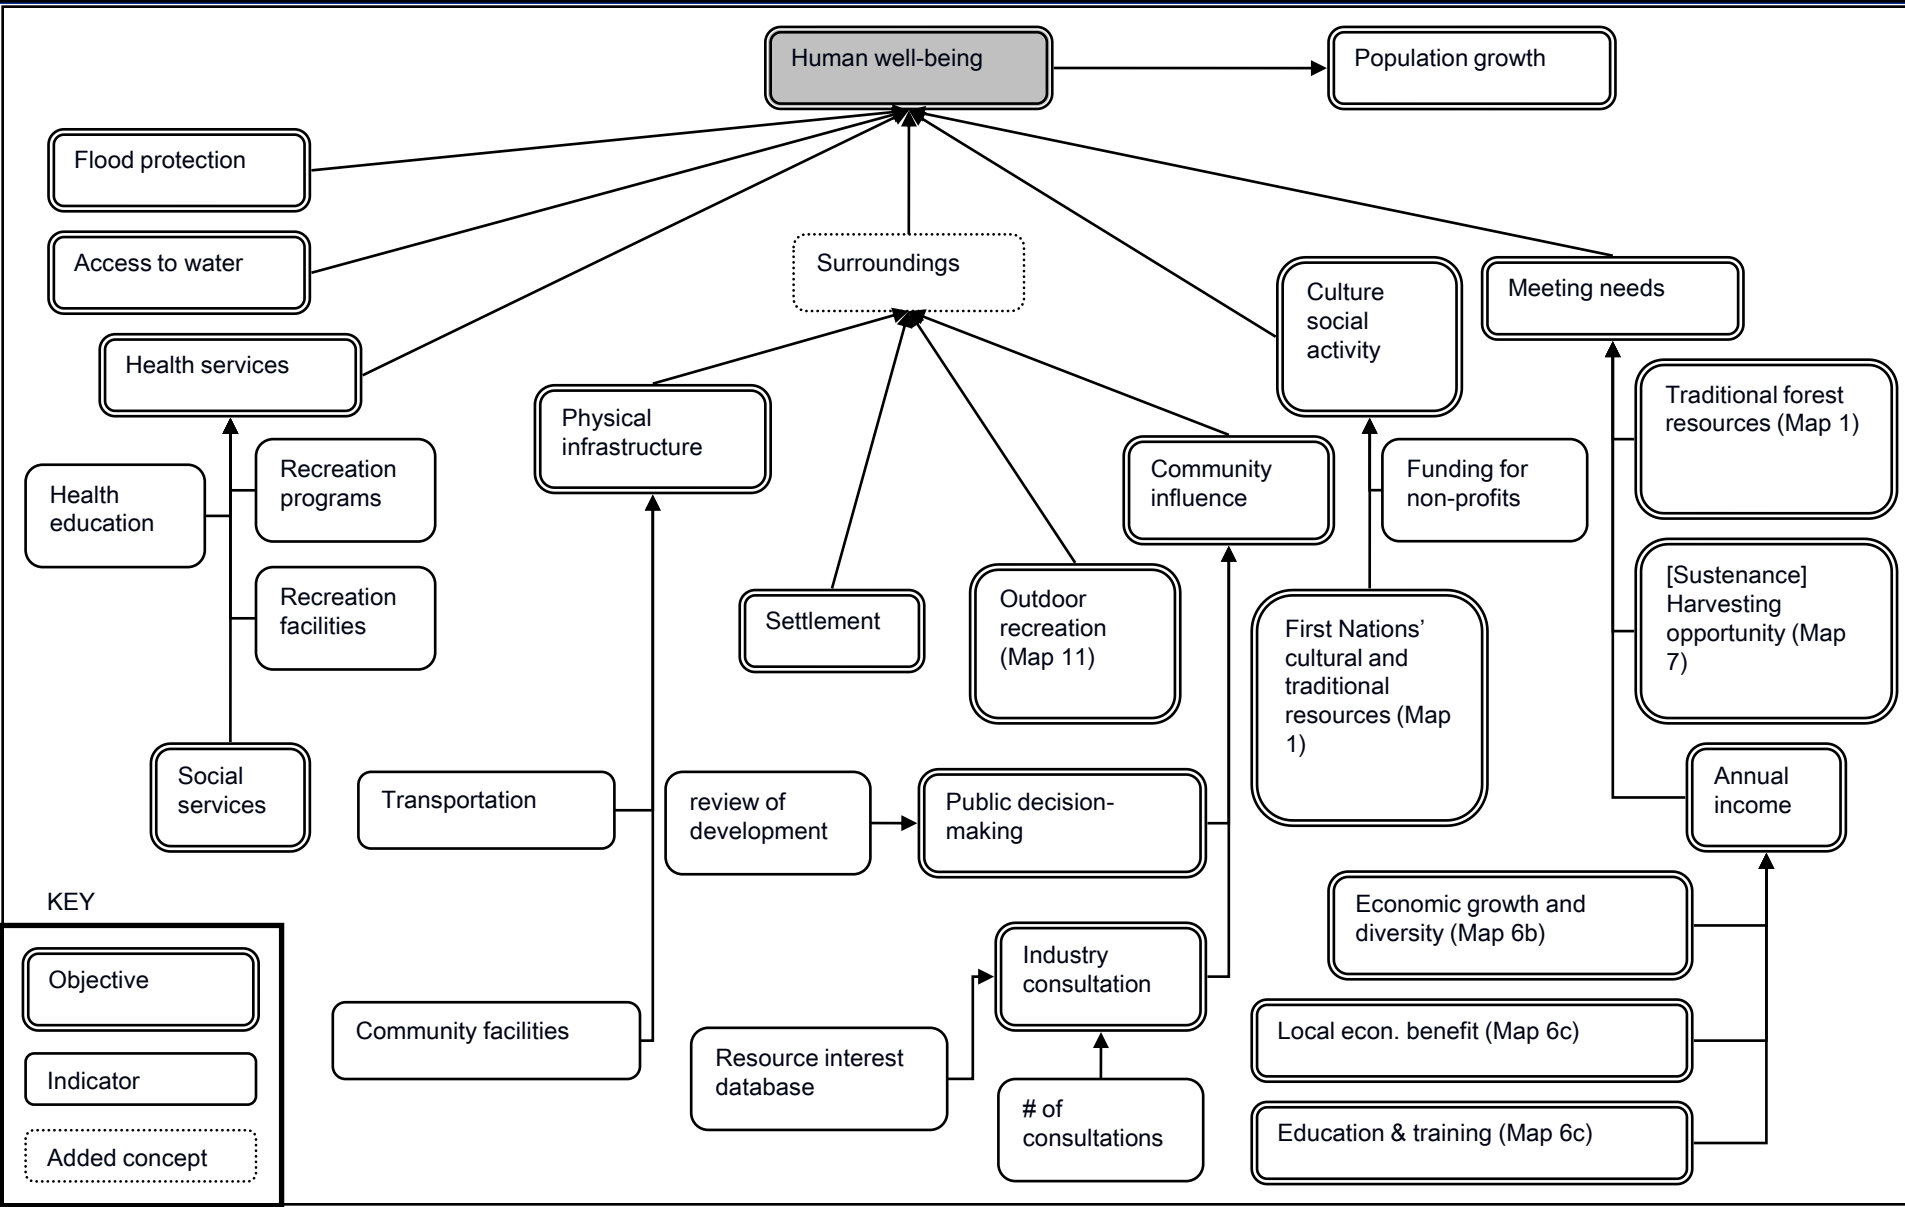 Human well-being
Population growth
Flood protection
Access to water
Surroundings
Culture
social
activity
Meeting needs
Health services
Traditional forest
resources (Map 1)
Physical
infrastructure
Community
influence
Recreation
programs
Funding for
non-profits
Health
education
[Sustenance]
Harvesting
opportunity (Map
7)
Recreation
facilities
Settlement
Outdoor
recreation
(Map 11)
First Nations’
cultural and
traditional
resources (Map
1)
Social
services
Transportation
review of
development
Public decision-
making
Annual
income
KEY
Economic growth and
diversity (Map 6b)
Objective
Industry
consultation
Community facilities
Local econ. benefit (Map 6c)
Resource interest
database
Indicator
# of
consultations
Education & training (Map 6c)
Added concept